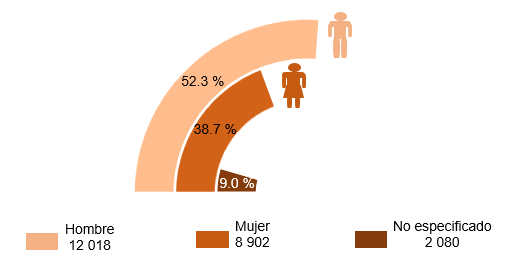 52.3 %
38.7 %
9.0 %
Hombre
12 018
Mujer
8 902
No especificado
2 080